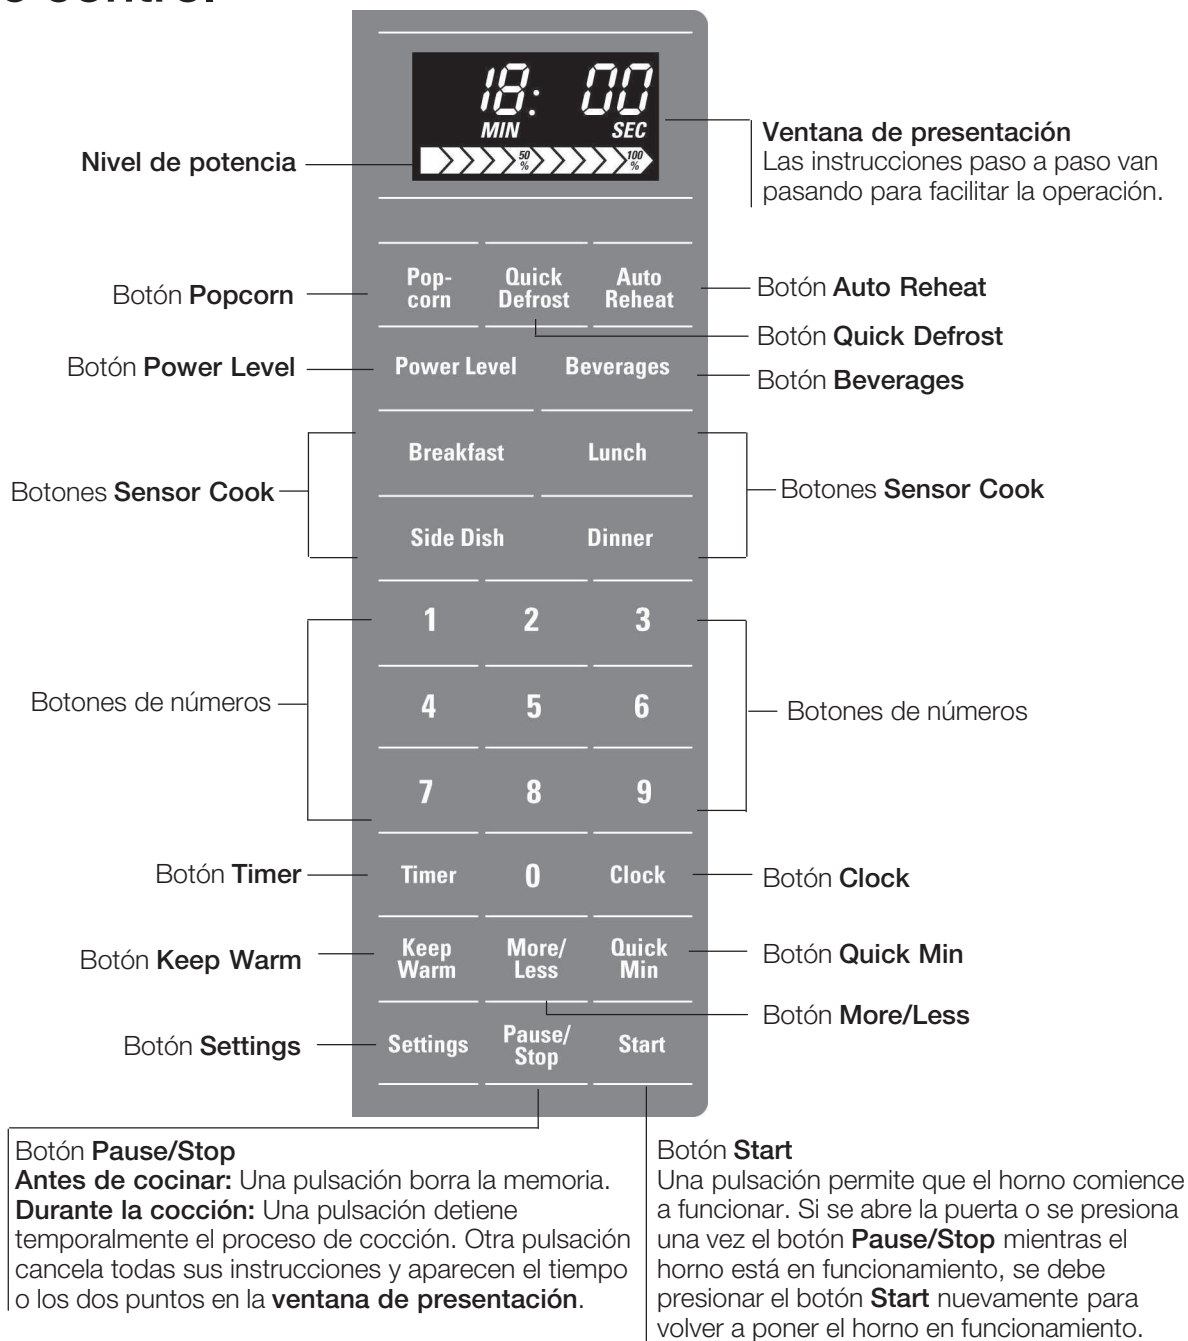 MIN
SEC
18: 00
50 %
100 %
Nivel de potencia
Ventana de presentación
Las instrucciones paso a paso van
pasando para facilitar la operación.
Pop-
corn
Quick
Defrost
Auto
Reheat
Botón Popcorn
Botón Auto Reheat
Botón Quick Defrost
Botón Power Level
Power Level
Beverages
Botón Beverages
Breakfast
Lunch
Botones Sensor Cook
Botones Sensor Cook
Side Dish
Dinner
1
2
3
Botones de números
4
5
6
Botones de números
7
8
9
Botón Timer
Timer
0
Clock
Botón Clock
Botón Keep Warm
Keep
Warm
More/
Less
Quick
Min
Botón Quick Min
Botón More/Less
Botón Settings
Settings
Pause/
Stop
Start
Botón Pause/Stop
Antes de cocinar: Una pulsación borra la memoria.
Durante la cocción: Una pulsación detiene
temporalmente el proceso de cocción. Otra pulsación
cancela todas sus instrucciones y aparecen el tiempo
o los dos puntos en la ventana de presentación.
Botón Start
Una pulsación permite que el horno comience
a funcionar. Si se abre la puerta o se presiona
una vez el botón Pause/Stop mientras el
horno está en funcionamiento, se debe
presionar el botón Start nuevamente para
volver a poner el horno en funcionamiento.